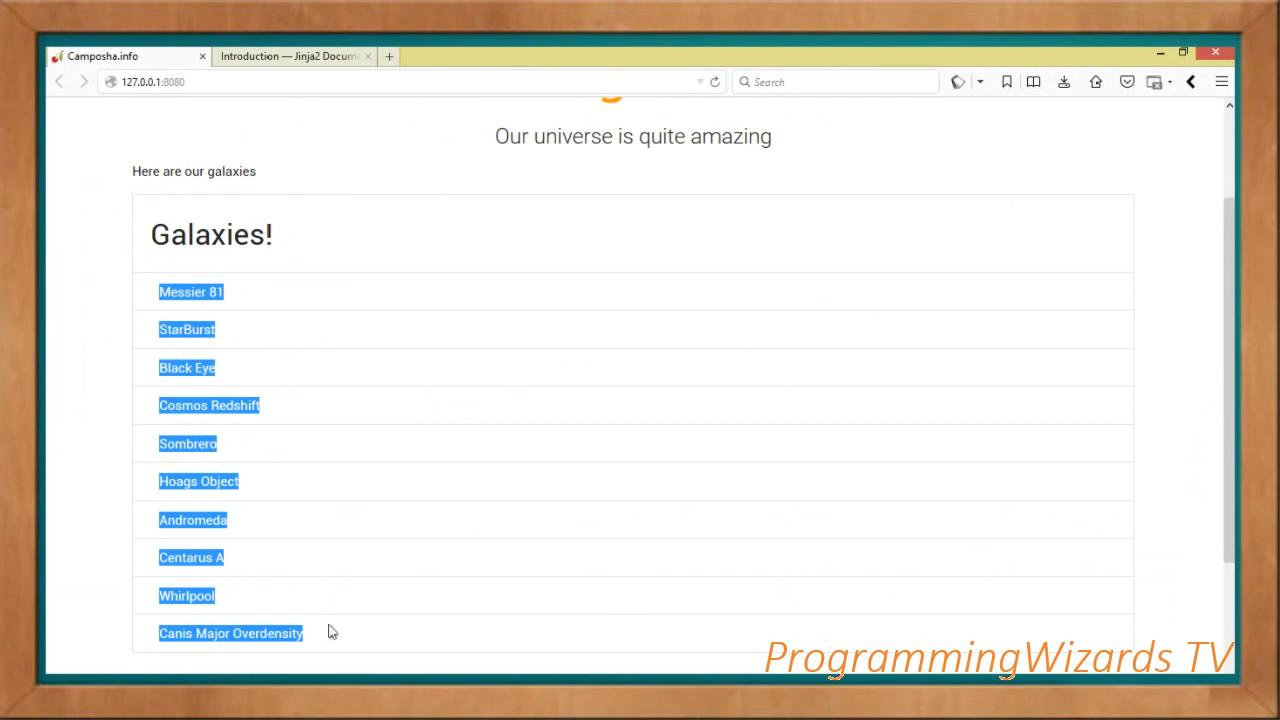 Camposha.info
Introduction — Jinja2 Docum
127.0.0.1:8080
Search
Our universe is quite amazing
Here are our galaxies
Galaxies!
Messier 81
StarBurst
Black Eye
Cosmos Redshift
Sombrero
Hoags Object
Andromeda
Centarus A
Whirlpool
Canis Major Overdensity
ProgrammingWizards TV